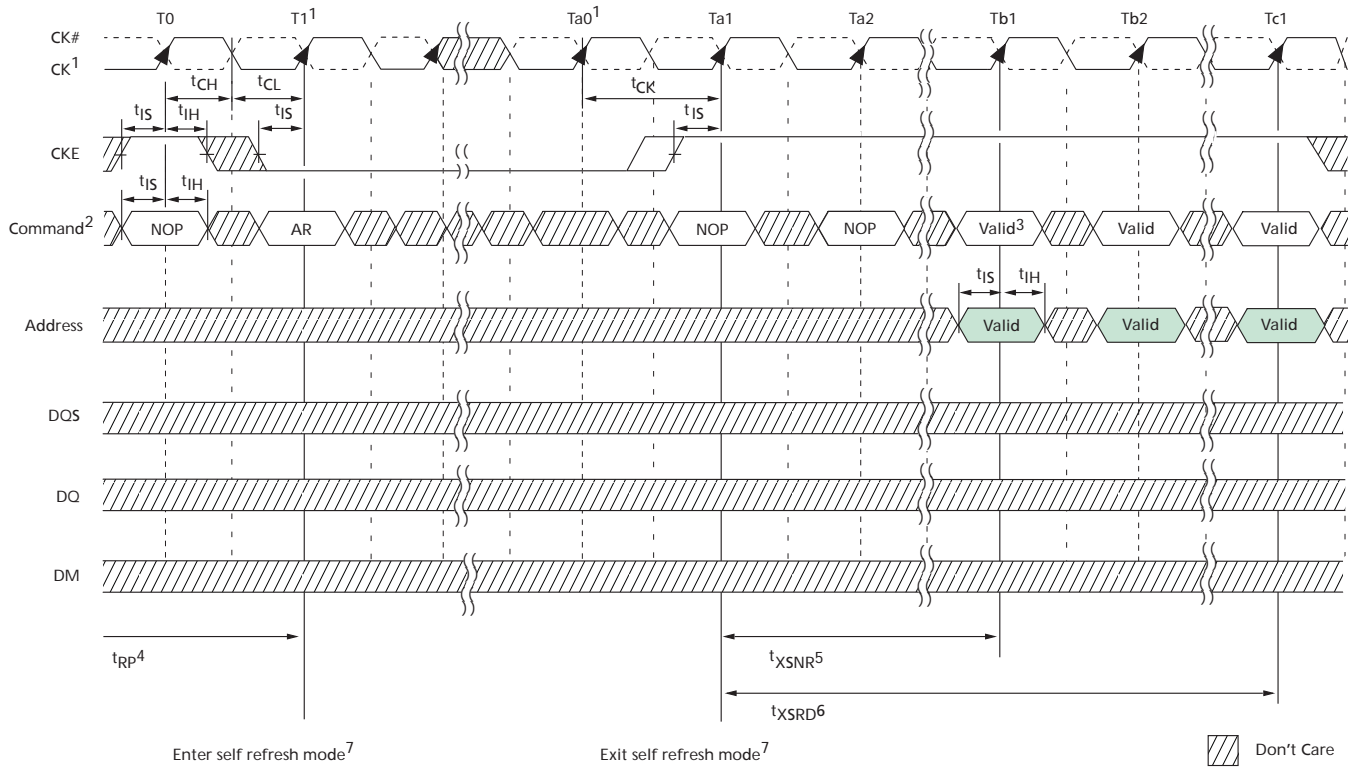 T0 T1¹ Ta0¹ Ta1 Ta2 Tb1 Tb2 Tc1
CK#
CK¹
tCH tCL tCK
tIS tIH tIS tIS
CKE
tIS tIH
Command² NOP AR NOP NOP Valid³ Valid Valid
tIS tIH
Address Valid Valid Valid
DQS
DQ
DM
tRP⁴ tXSNR⁵
tXSRD⁶
Enter self refresh mode⁷ Exit self refresh mode⁷ Don't Care